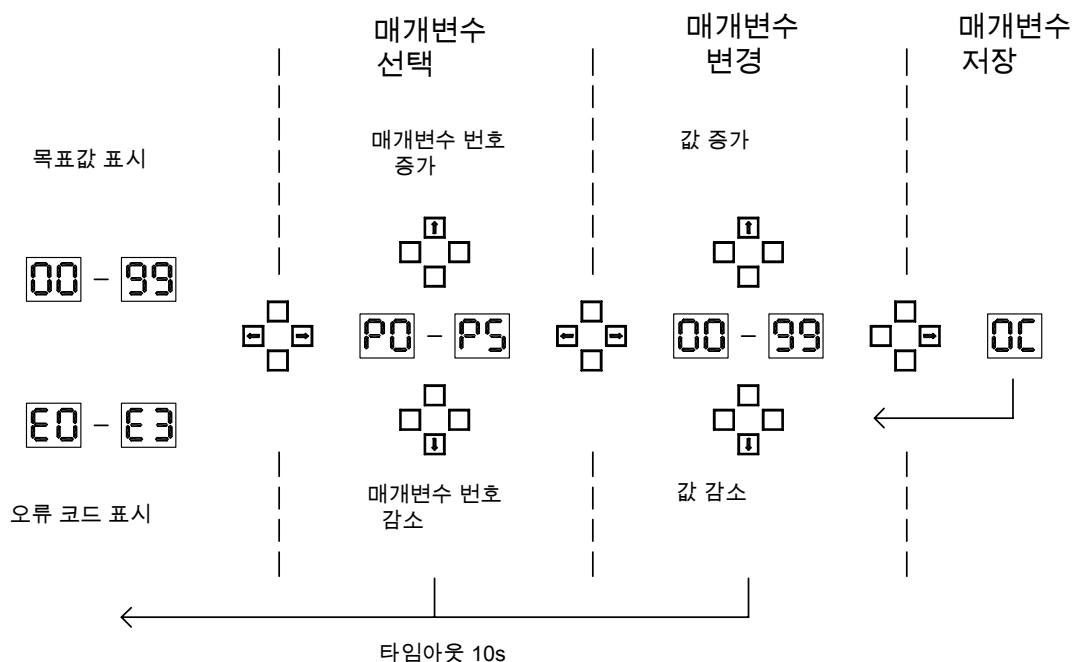 매개변수
선택
매개변수
변경
매개변수
저장
목표값 표시
매개변수 번호
증가
값 증가
00 – 99
P0 – P5
00 – 99
0C
E0 – E3
오류 코드 표시
매개변수 번호
감소
값 감소
타임아웃 10s